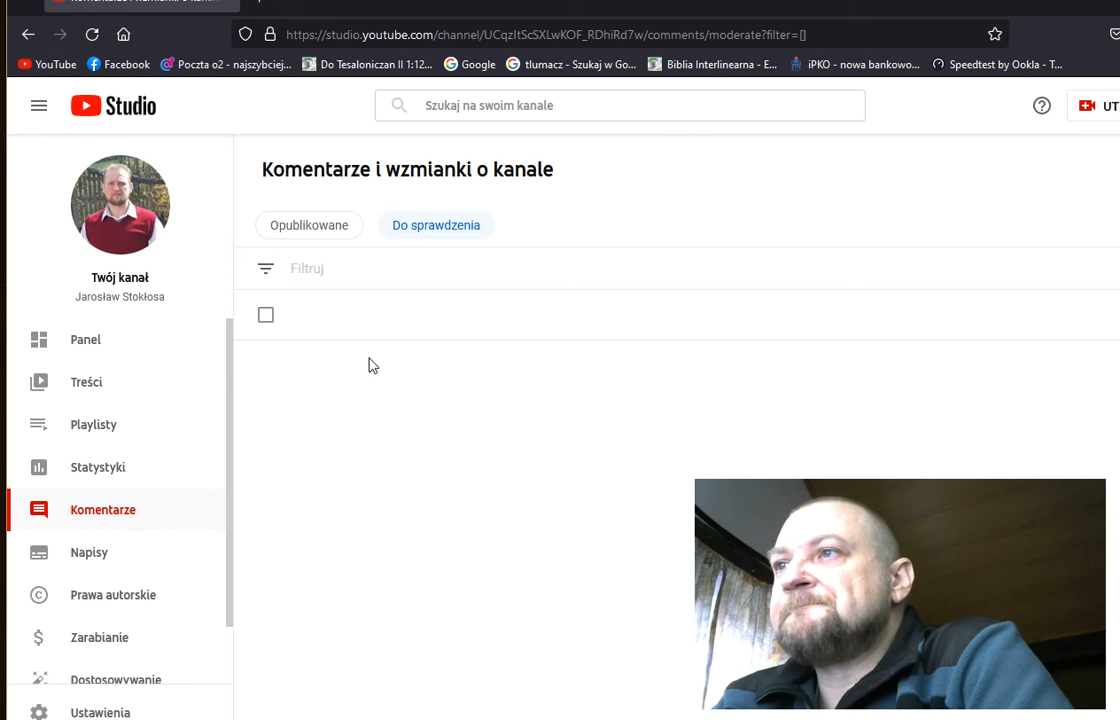 https://studio.youtube.com/channel/UCqzItScSXLwKOF_RDhiRd7w/comments/moderate?filter=[]
YouTube Facebook Poczta o2 - najszybciej... Do Tesaloniczan II 1:12... Google tłumacz - Szukaj w Go... Biblia Interlinearna - E... iPKO - nowa bankowo... Speedtest by Ookla - T...
Studio
Szukaj na swoim kanale
UT
Komentarze i wzmianki o kanale
Opublikowane
Do sprawdzenia
Filtruj
Twój kanał
Jarosław Stokłosa
Panel
Treści
Playlisty
Statystyki
Komentarze
Napisy
Prawa autorskie
Zarabianie
Dostosowywanie
Ustawienia